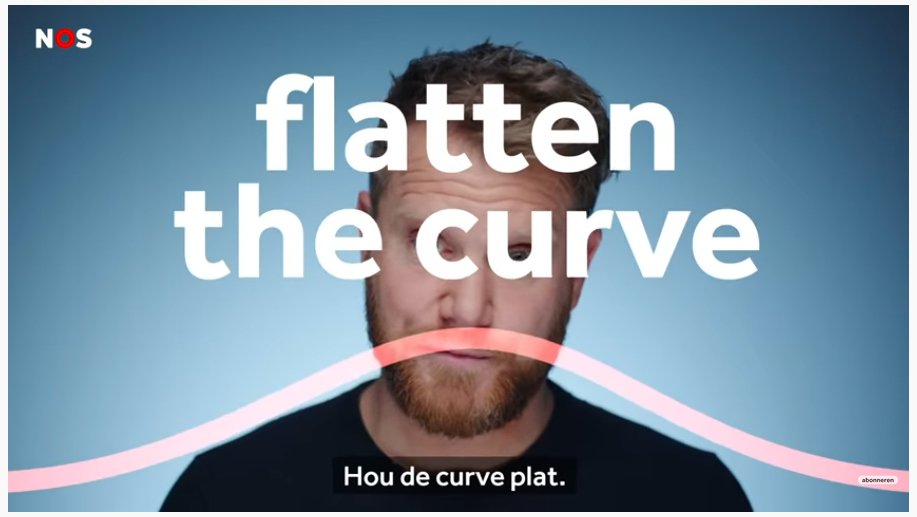 NOS
flatten
the curve
Hou de curve plat.
abonneren